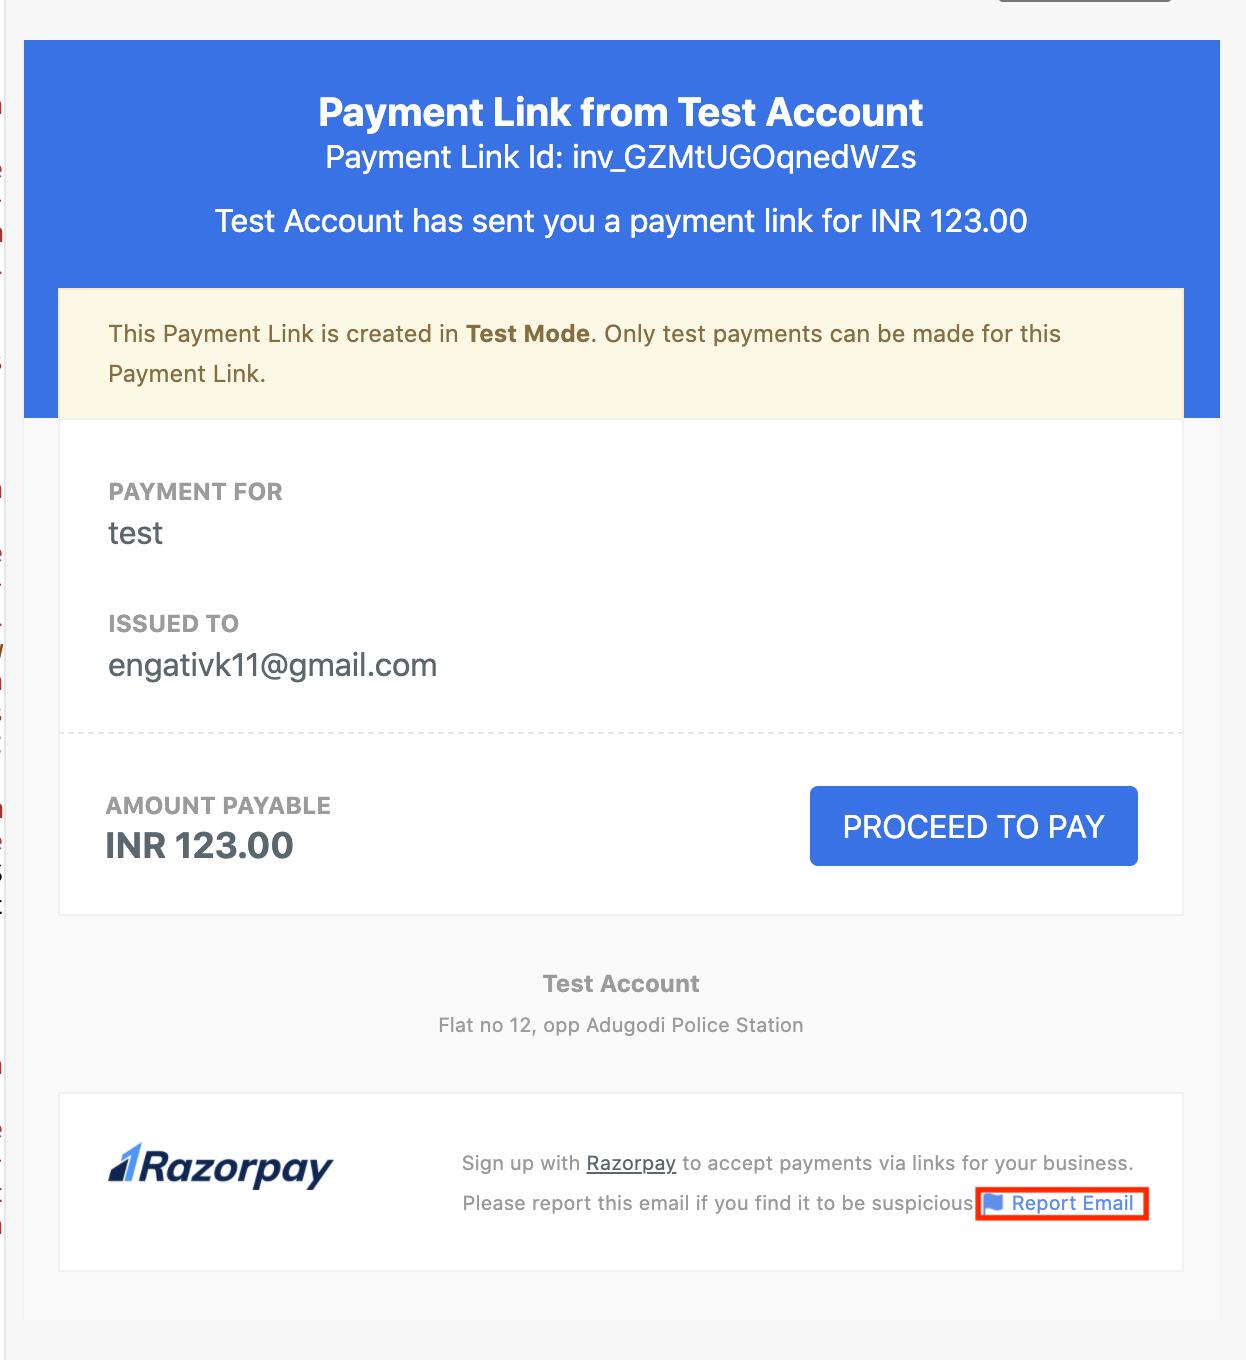 Payment Link from Test Account
Payment Link Id: inv_GZMtUGOqnedWZs
Test Account has sent you a payment link for INR 123.00
This Payment Link is created in Test Mode. Only test payments can be made for this
Payment Link.
PAYMENT FOR
test
ISSUED TO
engativk11@gmail.com
AMOUNT PAYABLE
INR 123.00
PROCEED TO PAY
Test Account
Flat no 12, opp Adugodi Police Station
Razorpay
Sign up with Razorpay to accept payments via links for your business.
Please report this email if you find it to be suspicious Report Email